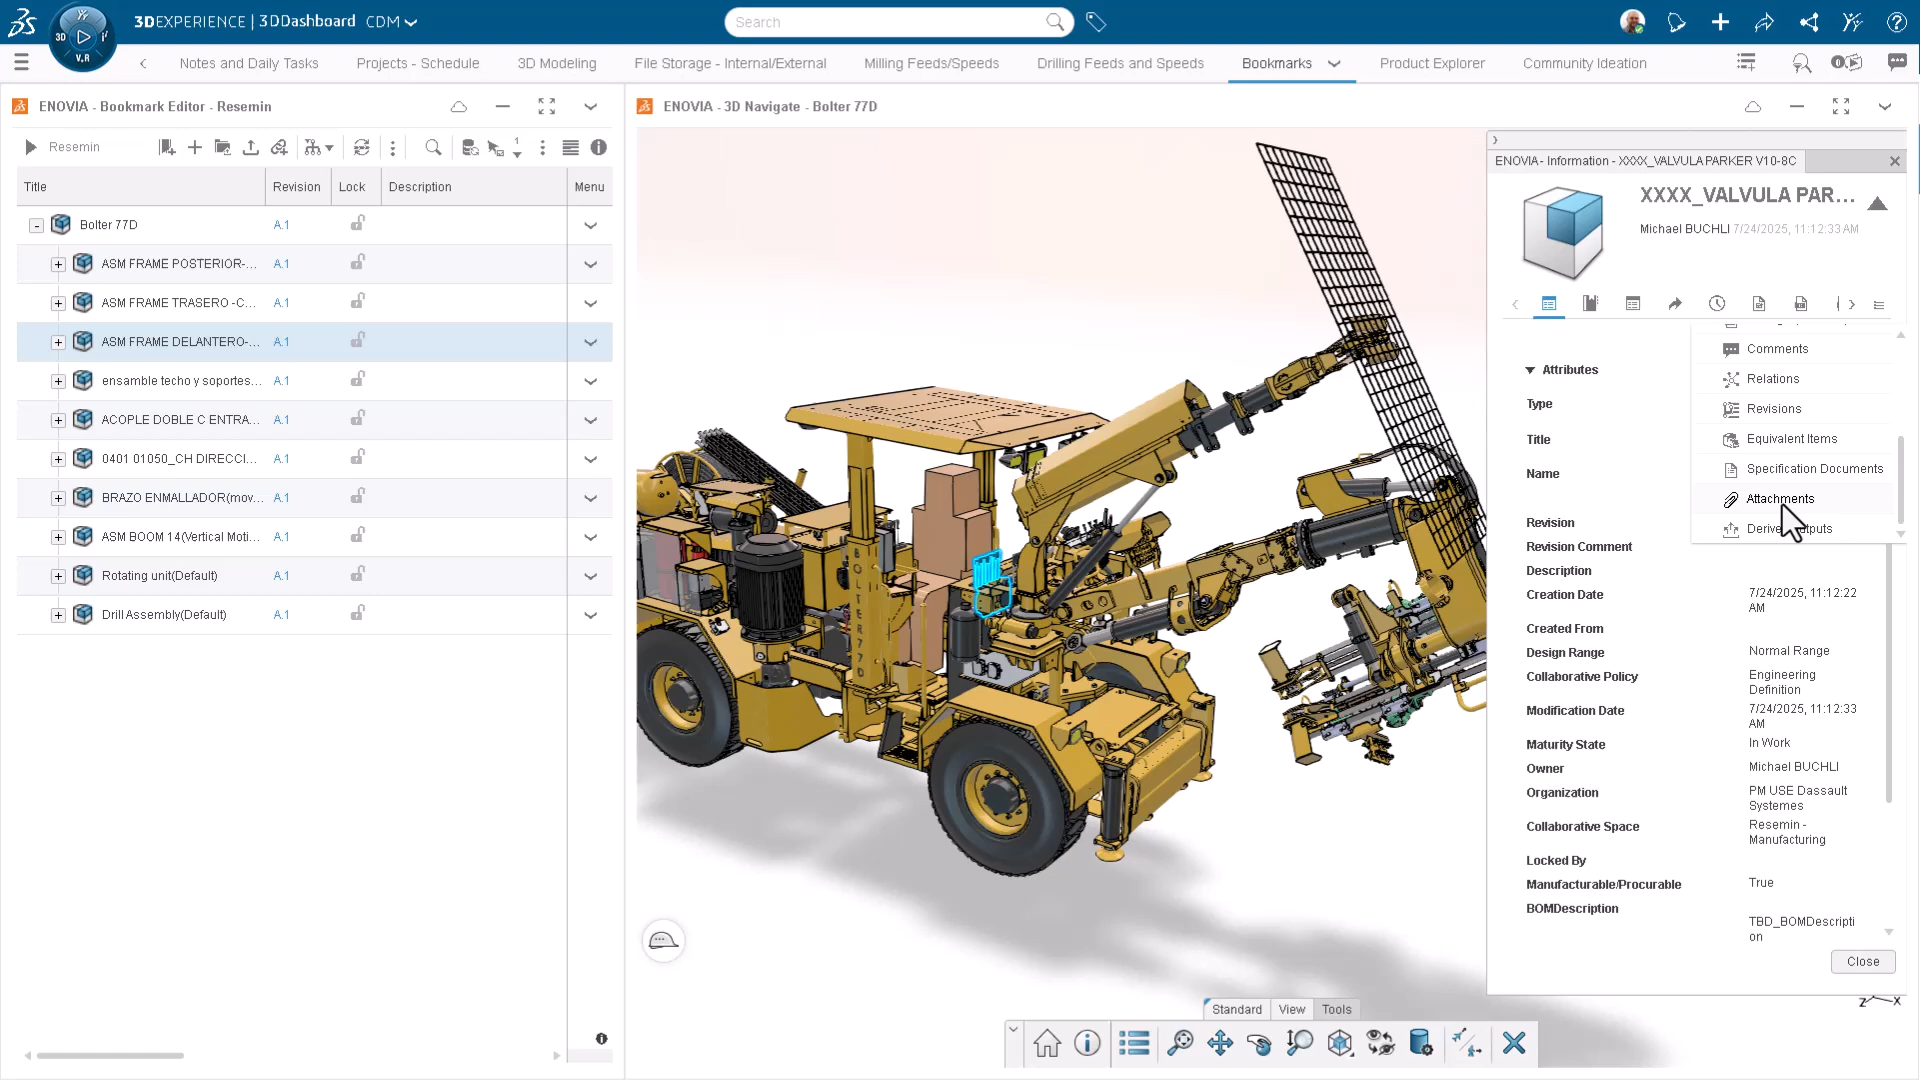 3DEXPERIENCE | 3DDashboard CDM
Search
3D
V.R
Notes and Daily Tasks
Projects - Schedule
3D Modeling
File Storage - Internal/External
Milling Feeds/Speeds
Drilling Feeds and Speeds
Bookmarks
Product Explorer
Community Ideation
ENOVIA - Bookmark Editor - Resemin
Resemin
1
Title Revision Lock Description Menu
Bolter 77D A.1
ASM FRAME POSTERIOR-... A.1
ASM FRAME TRASERO -C... A.1
ASM FRAME DELANTERO-... A.1
ensamble techo y soportes... A.1
ACOPLE DOBLE C ENTRA... A.1
0401 01050_CH DIRECCI... A.1
BRAZO ENMALLADOR(mov... A.1
ASM BOOM 14(Vertical Moti... A.1
Rotating unit(Default) A.1
Drill Assembly(Default) A.1
ENOVIA - 3D Navigate - Bolter 77D
BOLTER77D
ENOVIA - Information - XXXX_VALVULA PARKER V10-8C
XXXX_VALVULA PAR...
Michael BUCHLI 7/24/2025, 11:12:33 AM
Comments
Relations
Revisions
Equivalent Items
Specification Documents
Attachments
Attributes
Type
Title
Name
Revision
Revision Comment
Description
Creation Date 7/24/2025, 11:12:22
AM
Created From
Design Range Normal Range
Collaborative Policy Engineering
Definition
Modification Date 7/24/2025, 11:12:33
AM
Maturity State In Work
Owner Michael BUCHLI
Organization PM USE Dassault
Systemes
Collaborative Space Resemin -
Manufacturing
Locked By
Manufacturable/Procurable True
BOMDescription
TBD_BOMDescripti
on
Close
Z X
Standard View Tools